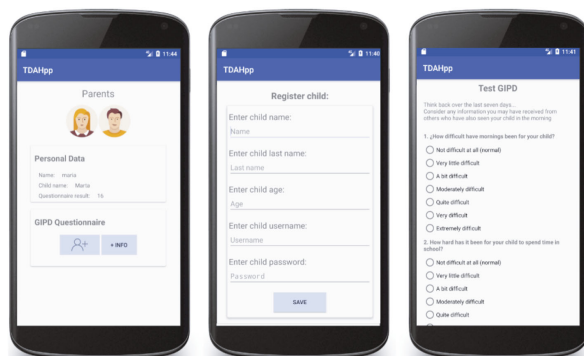 11:44
TDAHpp
Parents
Personal Data
Name: maria
Child name: Maria
Questionnaire result: 16
GIPD Questionnaire
+ INFO
11:40
TDAHpp
Register child:
Enter child name:
Name
Enter child last name:
Last name
Enter child age:
Age
Enter child username:
Username
Enter child password:
Password
SAVE
11:41
TDAHpp
Test GIPD
Think back over the last seven days...
Consider any information you may have received from
others who have also seen your child in the morning
1. ¿How difficult have mornings been for your child?
Not difficult at all (normal)
Very little difficult
A bit difficult
Moderately difficult
Quite difficult
Very difficult
Extremely difficult
2. How hard has it been for your child to spend time in
school?
Not difficult at all (normal)
Very little difficult
A bit difficult
Moderately difficult
Quite difficult